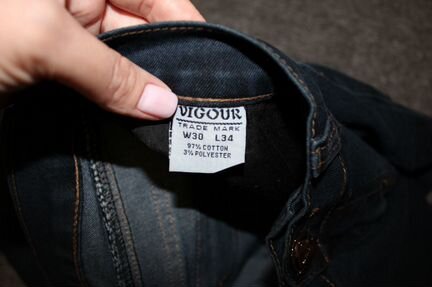 VIGOUR
TRADE MARK
W30 L34
97% COTTON
3% POLYESTER